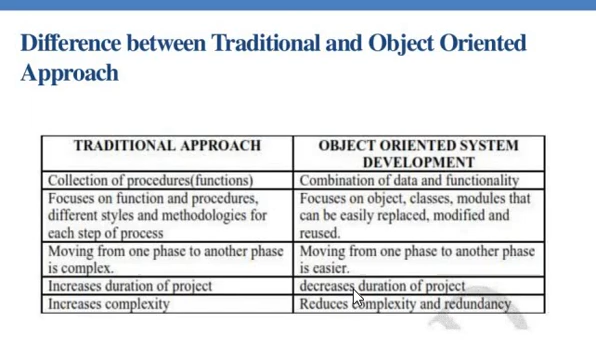 Difference between Traditional and Object Oriented
Approach
TRADITIONAL APPROACH
OBJECT ORIENTED SYSTEM
DEVELOPMENT
Collection of procedures(functions)
Combination of data and functionality
Focuses on function and procedures,
different styles and methodologies for
each step of process
Focuses on object, classes, modules that
can be easily replaced, modified and
reused.
Moving from one phase to another phase
is complex.
Moving from one phase to another phase
is easier.
Increases duration of project
decreases duration of project
Increases complexity
Reduces complexity and redundancy